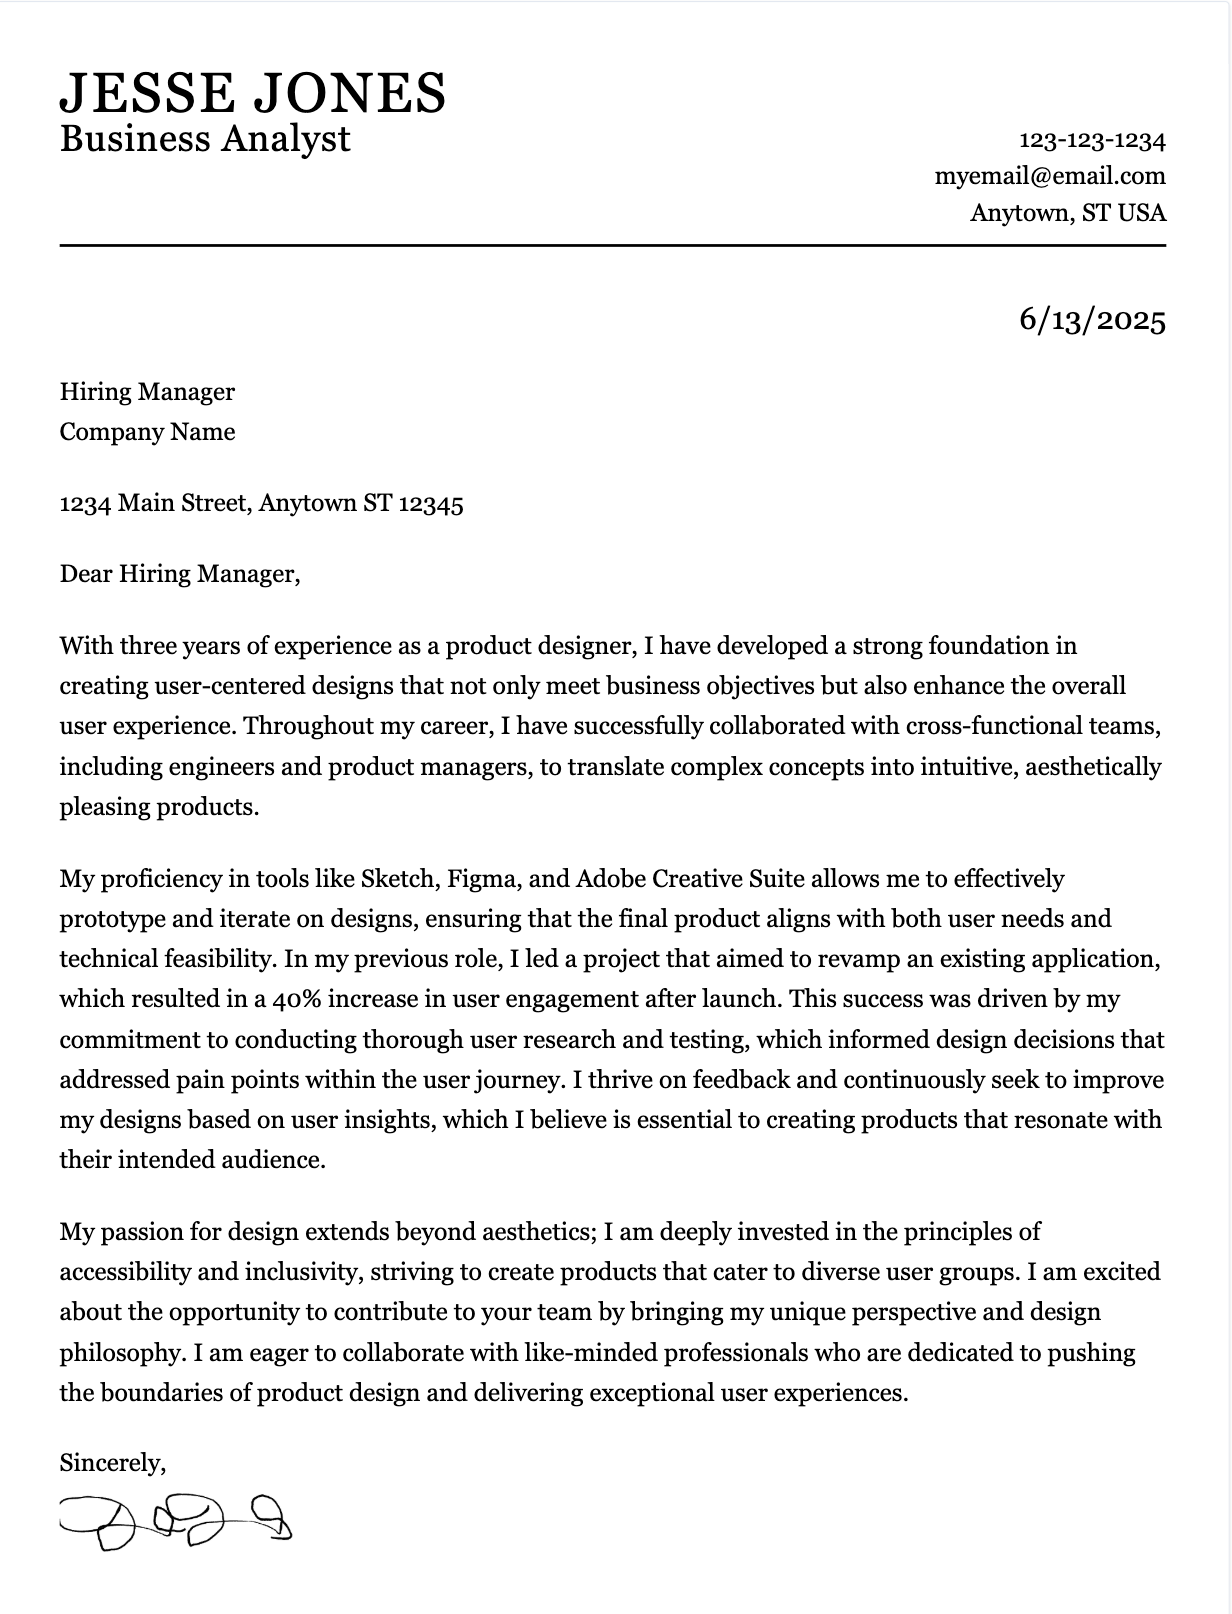 JESSE JONES
Business Analyst
123-123-1234
myemail@email.com
Anytown, ST USA
6/13/2025
Hiring Manager
Company Name
1234 Main Street, Anytown ST 12345
Dear Hiring Manager,
With three years of experience as a product designer, I have developed a strong foundation in
creating user-centered designs that not only meet business objectives but also enhance the overall
user experience. Throughout my career, I have successfully collaborated with cross-functional teams,
including engineers and product managers, to translate complex concepts into intuitive, aesthetically
pleasing products.
My proficiency in tools like Sketch, Figma, and Adobe Creative Suite allows me to effectively
prototype and iterate on designs, ensuring that the final product aligns with both user needs and
technical feasibility. In my previous role, I led a project that aimed to revamp an existing application,
which resulted in a 40% increase in user engagement after launch. This success was driven by my
commitment to conducting thorough user research and testing, which informed design decisions that
addressed pain points within the user journey. I thrive on feedback and continuously seek to improve
my designs based on user insights, which I believe is essential to creating products that resonate with
their intended audience.
My passion for design extends beyond aesthetics; I am deeply invested in the principles of
accessibility and inclusivity, striving to create products that cater to diverse user groups. I am excited
about the opportunity to contribute to your team by bringing my unique perspective and design
philosophy. I am eager to collaborate with like-minded professionals who are dedicated to pushing
the boundaries of product design and delivering exceptional user experiences.
Sincerely,